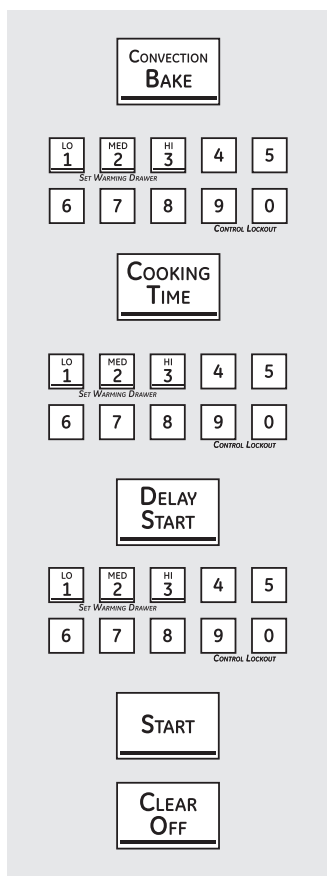 CONVECTION
BAKE
LO MED HI
1 2 3 4 5
SET WARMING DRAWER
6 7 8 9 0
CONTROL LOCKOUT
COOKING
TIME
LO MED HI
1 2 3 4 5
SET WARMING DRAWER
6 7 8 9 0
CONTROL LOCKOUT
DELAY
START
LO MED HI
1 2 3 4 5
SET WARMING DRAWER
6 7 8 9 0
CONTROL LOCKOUT
START
CLEAR
OFF